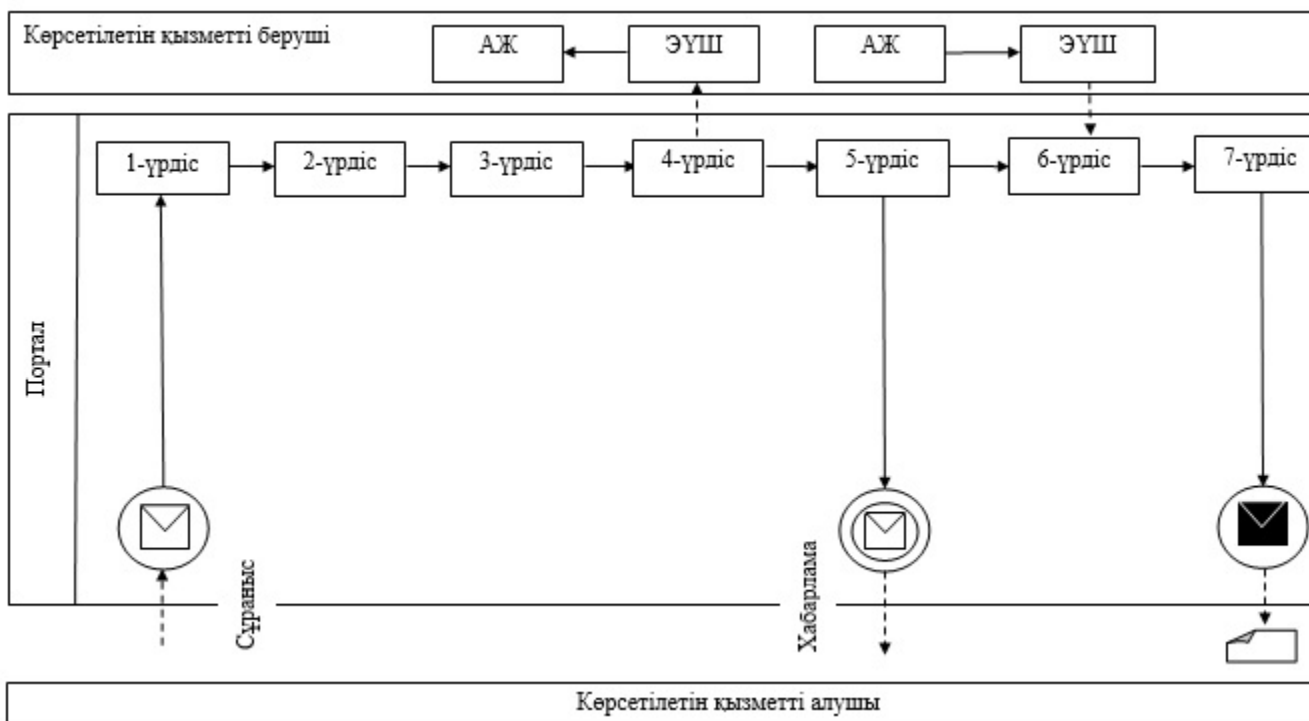 Көрсетілетін қызметті беруші
АЖ
ЭҮШ
АЖ
ЭҮШ
1-үрдіс
2-үрдіс
3-үрдіс
4-үрдіс
5-үрдіс
6-үрдіс
7-үрдіс
Портал
Сұраныс
Хабарлама
Көрсетілетін қызметті алушы